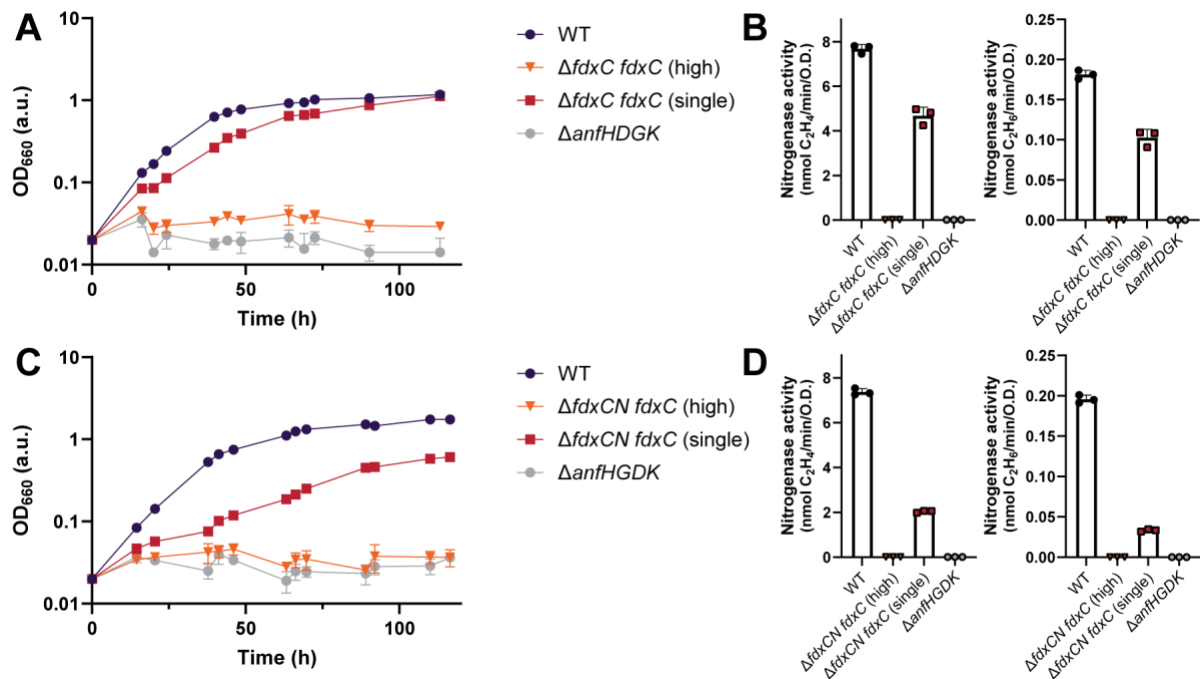 A
OD660 (a.u.)
10
1
0.1
0.01
0
50
100
Time (h)
WT
ΔfdxC fdxC (high)
ΔfdxC fdxC (single)
ΔanfHDGK
B
Nitrogenase activity
(nmol C2H4/min/O.D.)
8
6
4
2
0
WT
ΔfdxC fdxC (high)
ΔfdxC fdxC (single)
ΔanfHDGK
Nitrogenase activity
(nmol C2H6/min/O.D.)
0.25
0.20
0.15
0.10
0.05
0.00
WT
ΔfdxC fdxC (high)
ΔfdxC fdxC (single)
ΔanfHDGK
C
OD660 (a.u.)
10
1
0.1
0.01
0
50
100
Time (h)
WT
ΔfdxCN fdxC (high)
ΔfdxCN fdxC (single)
ΔanfHGDK
D
Nitrogenase activity
(nmol C2H4/min/O.D.)
8
6
4
2
0
WT
ΔfdxCN fdxC (high)
ΔfdxCN fdxC (single)
ΔanfHGDK
Nitrogenase activity
(nmol C2H6/min/O.D.)
0.25
0.20
0.15
0.10
0.05
0.00
WT
ΔfdxCN fdxC (high)
ΔfdxCN fdxC (single)
ΔanfHGDK